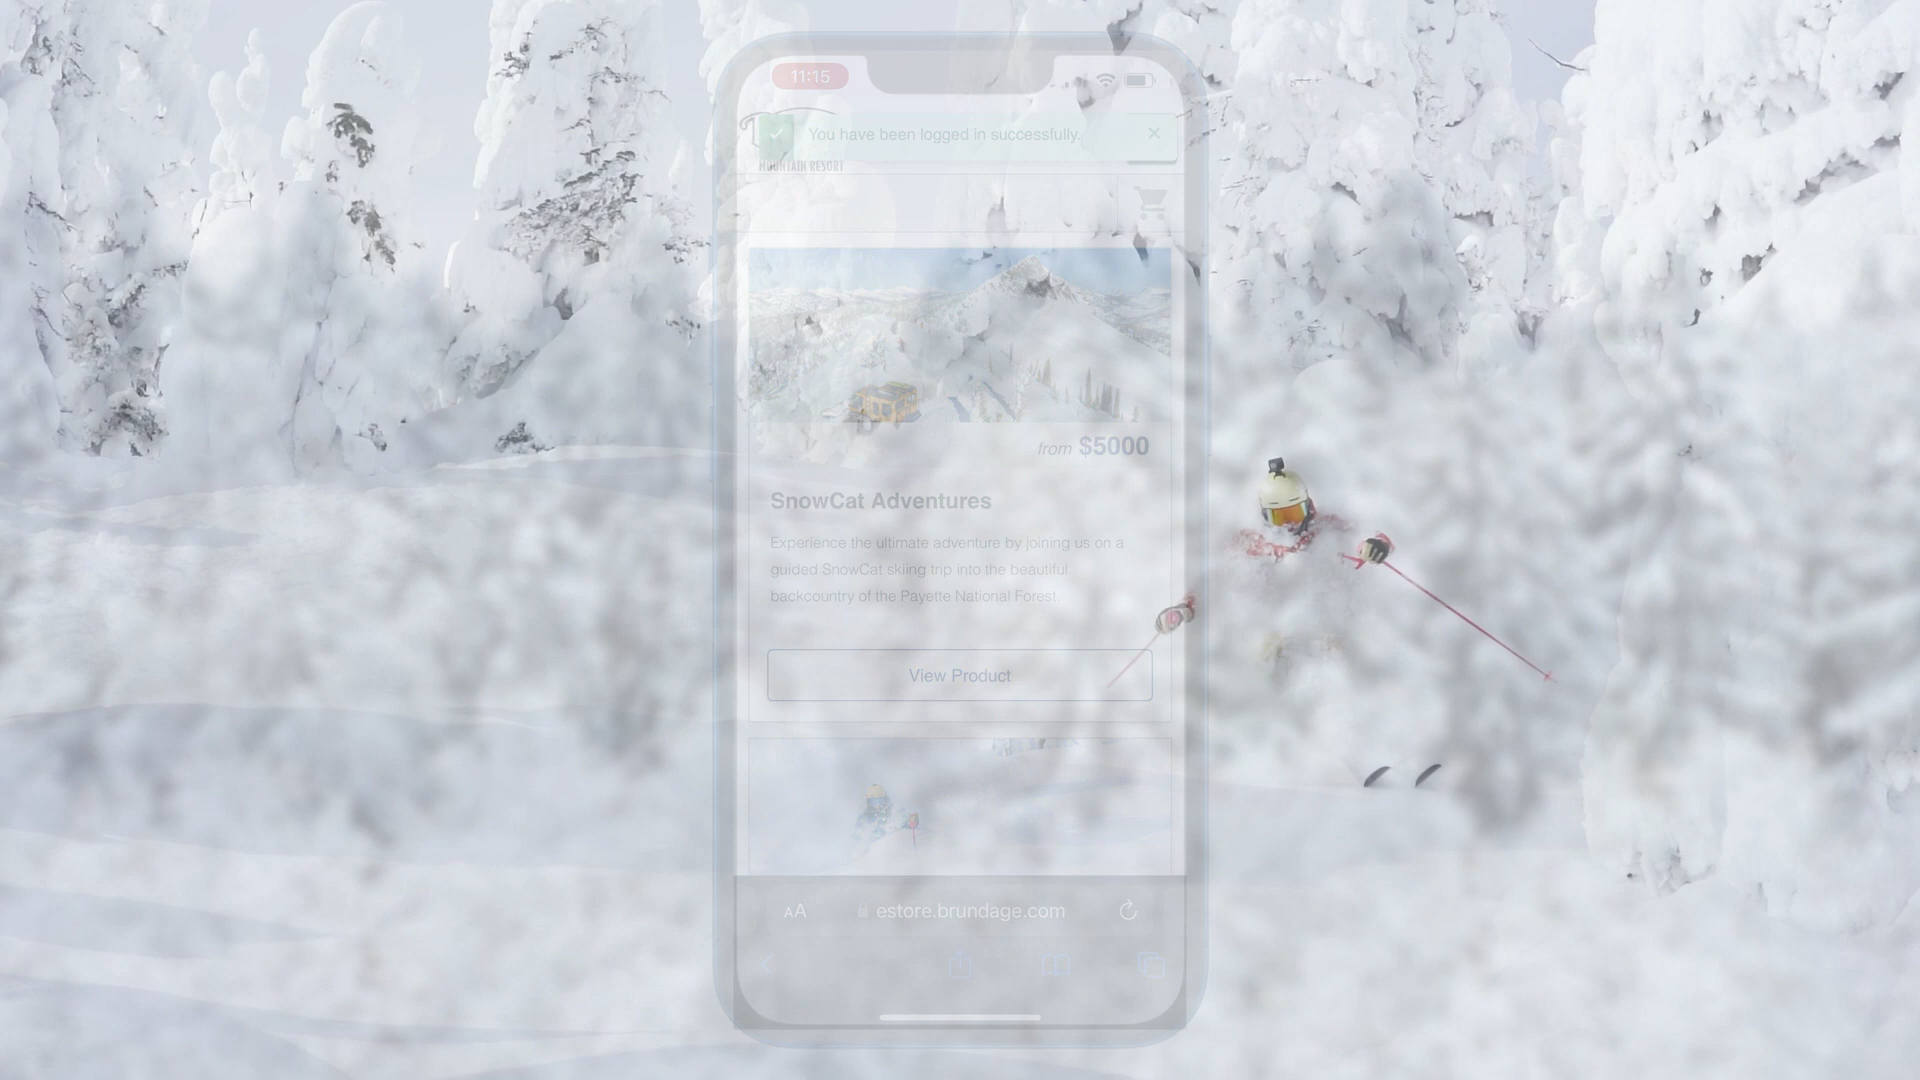 11:15
You have been logged in successfully.
MOUNTAIN RESORT
from $5000
SnowCat Adventures
Experience the ultimate adventure by joining us on a
guided SnowCat skiing trip into the beautiful
backcountry of the Payette National Forest.
View Product
AA
estore.brundage.com